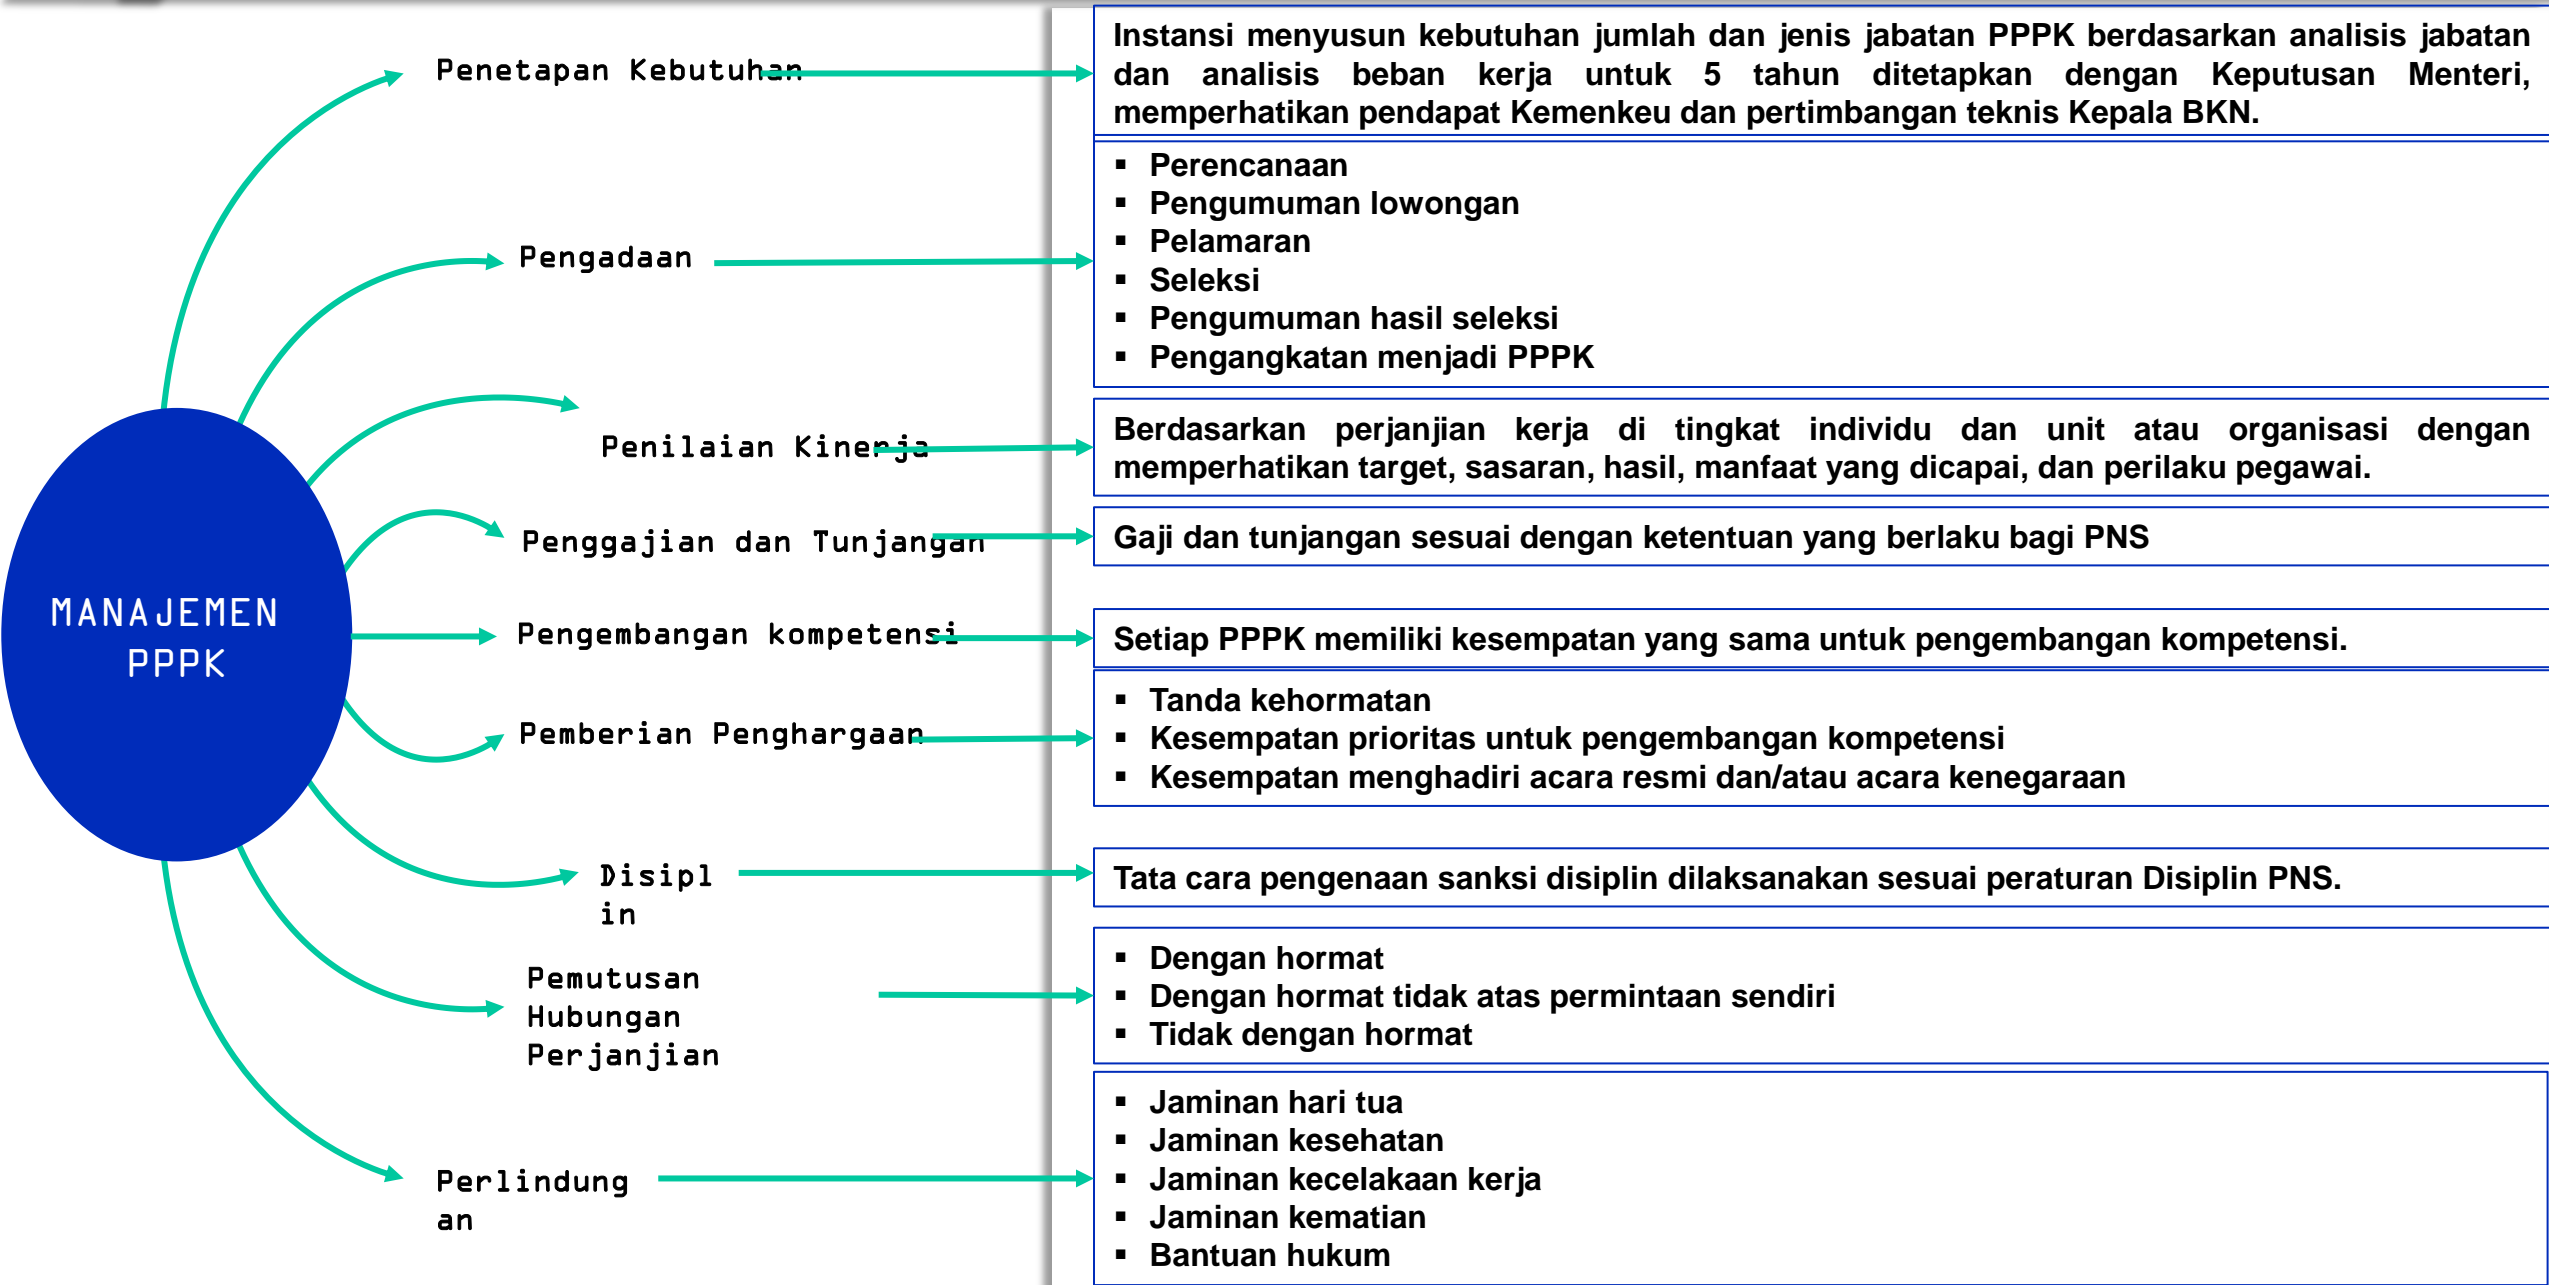 MANAJEMEN
PPPK
Penetapan Kebutuhan
Instansi menyusun kebutuhan jumlah dan jenis jabatan PPPK berdasarkan analisis jabatan
dan analisis beban kerja untuk 5 tahun ditetapkan dengan Keputusan Menteri,
memperhatikan pendapat Kemenkeu dan pertimbangan teknis Kepala BKN.
Pengadaan
▪ Perencanaan
▪ Pengumuman lowongan
▪ Pelamaran
▪ Seleksi
▪ Pengumuman hasil seleksi
▪ Pengangkatan menjadi PPPK
Penilaian Kinerja
Berdasarkan perjanjian kerja di tingkat individu dan unit atau organisasi dengan
memperhatikan target, sasaran, hasil, manfaat yang dicapai, dan perilaku pegawai.
Penggajian dan Tunjangan
Gaji dan tunjangan sesuai dengan ketentuan yang berlaku bagi PNS
Pengembangan kompetensi
Setiap PPPK memiliki kesempatan yang sama untuk pengembangan kompetensi.
Pemberian Penghargaan
▪ Tanda kehormatan
▪ Kesempatan prioritas untuk pengembangan kompetensi
▪ Kesempatan menghadiri acara resmi dan/atau acara kenegaraan
Disipl
in
Tata cara pengenaan sanksi disiplin dilaksanakan sesuai peraturan Disiplin PNS.
Pemutusan
Hubungan
Perjanjian
▪ Dengan hormat
▪ Dengan hormat tidak atas permintaan sendiri
▪ Tidak dengan hormat
Perlindung
an
▪ Jaminan hari tua
▪ Jaminan kesehatan
▪ Jaminan kecelakaan kerja
▪ Jaminan kematian
▪ Bantuan hukum